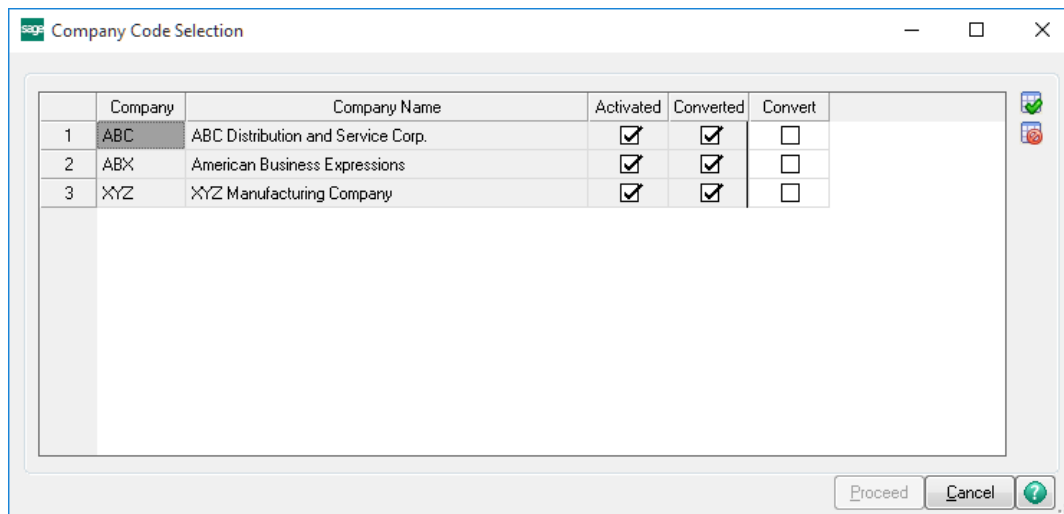 sage Company Code Selection
Company Company Name Activated Converted Convert
1 ABC ABC Distribution and Service Corp.
2 ABX American Business Expressions
3 XYZ XYZ Manufacturing Company
Proceed Cancel ?